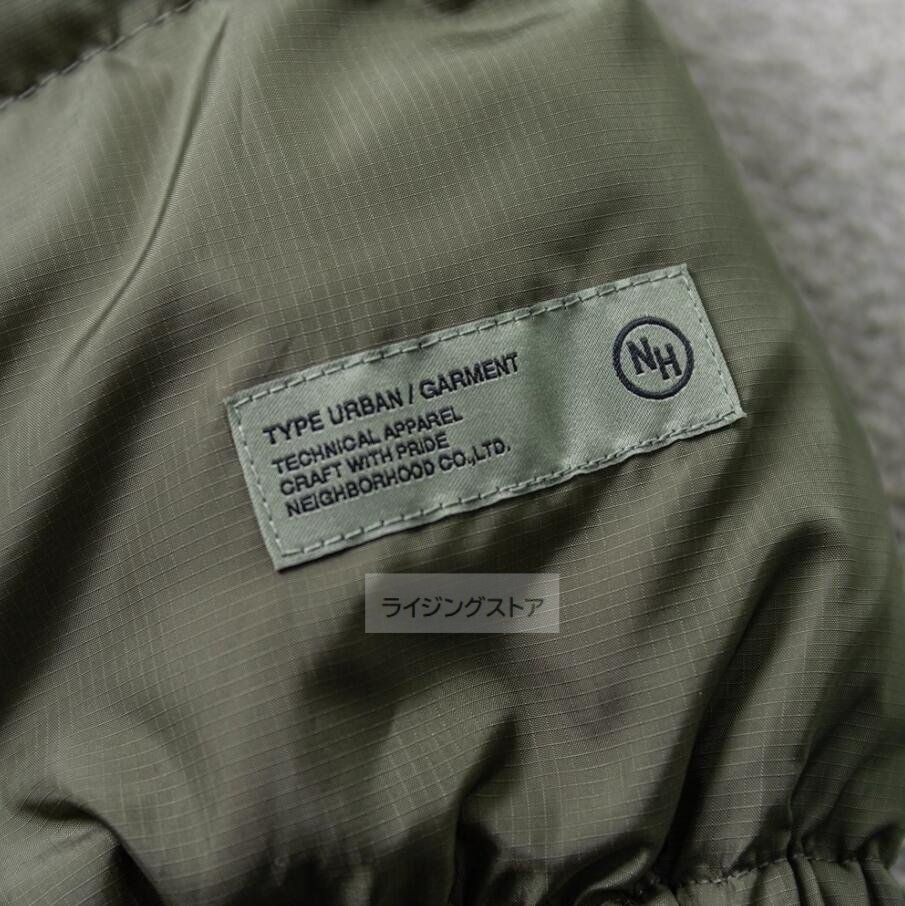 TYPE URBAN / GARMENT
TECHNICAL APPAREL
CRAFT WITH PRIDE
NEIGHBORHOOD CO.,LTD.
NH
ライジングストア